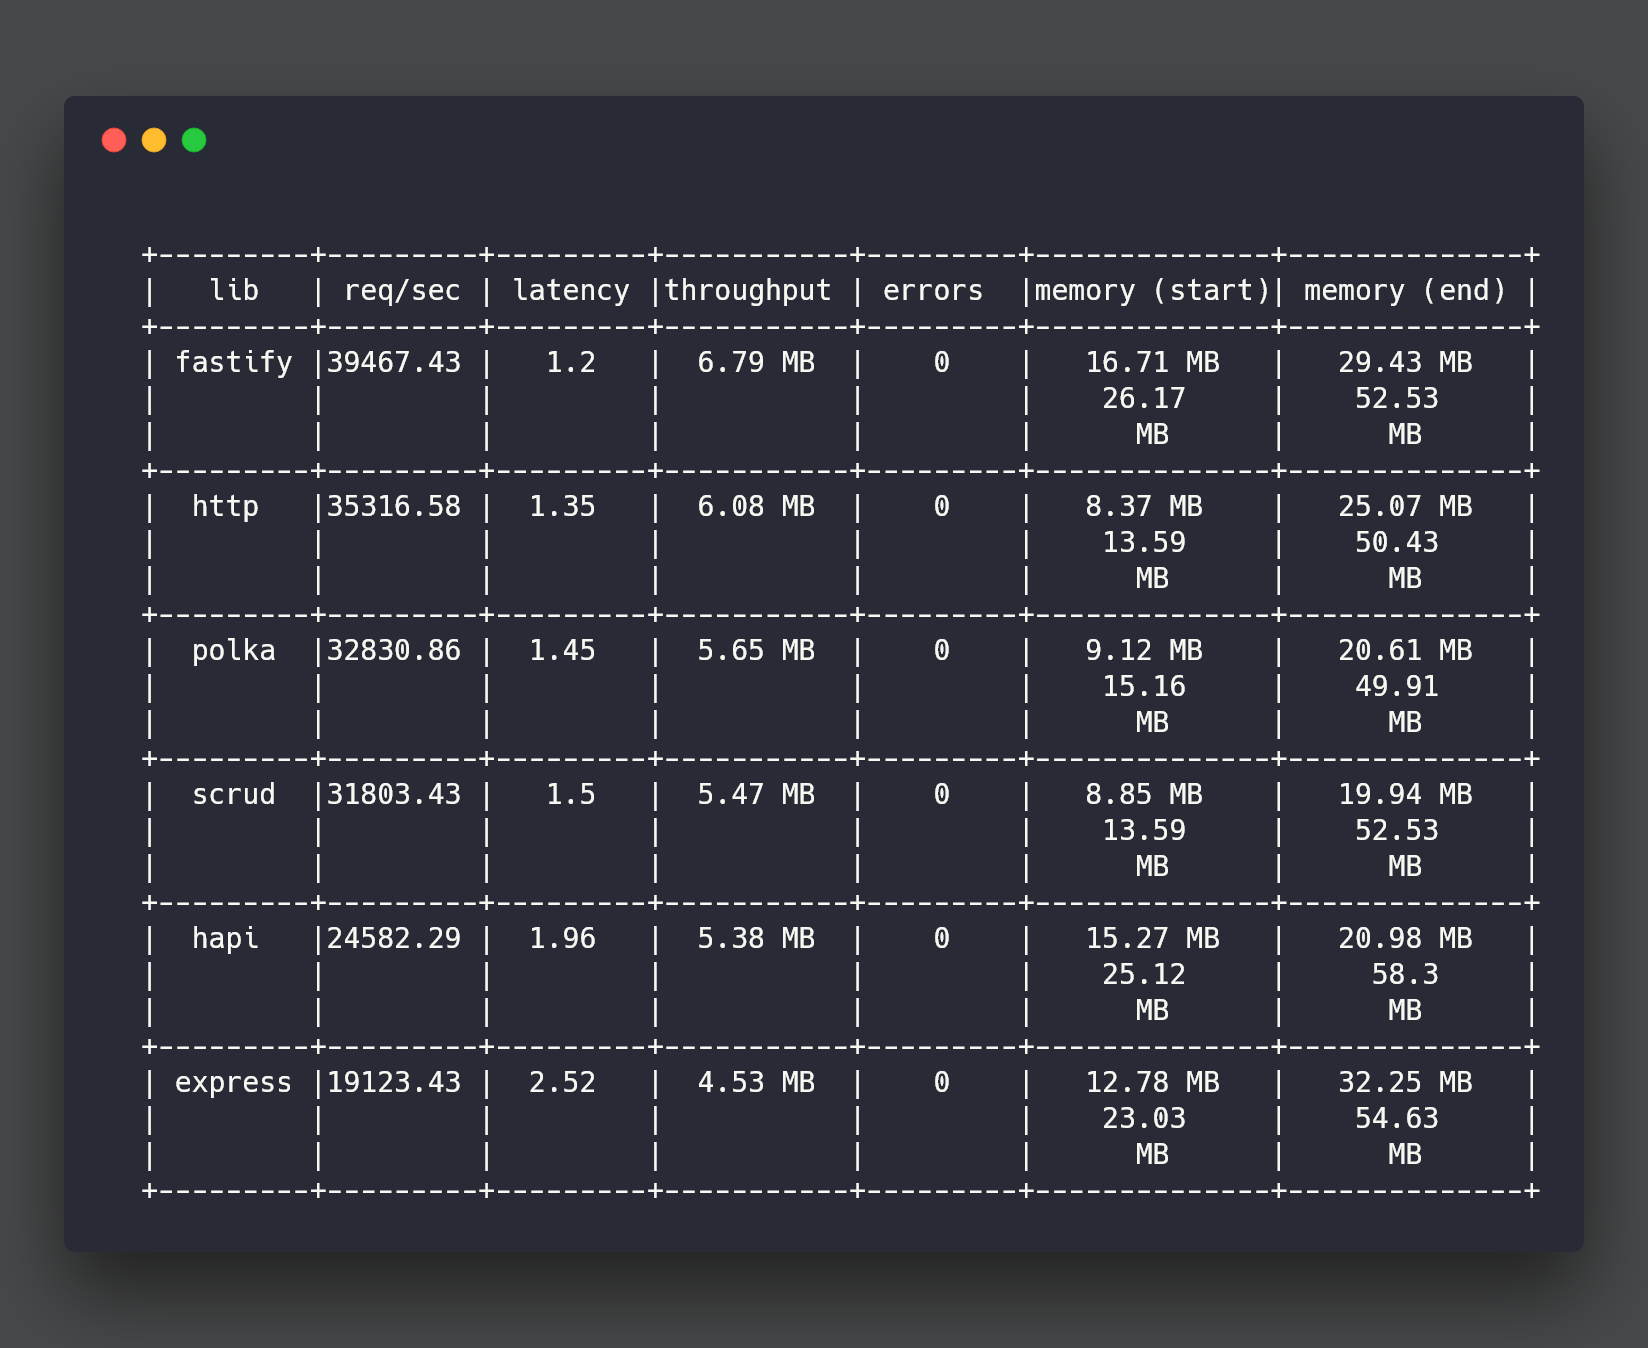 +---------+---------+---------+-----------+---------+--------------+--------------+
|   lib   | req/sec | latency |throughput | errors  |memory (start)| memory (end) |
+---------+---------+---------+-----------+---------+--------------+--------------+
| fastify |39467.43 |   1.2   |  6.79 MB  |    0    |   16.71 MB   |   29.43 MB   |
|         |         |         |           |         |    26.17     |    52.53     |
|         |         |         |           |         |      MB      |      MB      |
+---------+---------+---------+-----------+---------+--------------+--------------+
|  http   |35316.58 |  1.35   |  6.08 MB  |    0    |   8.37 MB    |   25.07 MB   |
|         |         |         |           |         |    13.59     |    50.43     |
|         |         |         |           |         |      MB      |      MB      |
+---------+---------+---------+-----------+---------+--------------+--------------+
|  polka  |32830.86 |  1.45   |  5.65 MB  |    0    |   9.12 MB    |   20.61 MB   |
|         |         |         |           |         |    15.16     |    49.91     |
|         |         |         |           |         |      MB      |      MB      |
+---------+---------+---------+-----------+---------+--------------+--------------+
|  scrud  |31803.43 |   1.5   |  5.47 MB  |    0    |   8.85 MB    |   19.94 MB   |
|         |         |         |           |         |    13.59     |    52.53     |
|         |         |         |           |         |      MB      |      MB      |
+---------+---------+---------+-----------+---------+--------------+--------------+
|  hapi   |24582.29 |  1.96   |  5.38 MB  |    0    |   15.27 MB   |   20.98 MB   |
|         |         |         |           |         |    25.12     |     58.3     |
|         |         |         |           |         |      MB      |      MB      |
+---------+---------+---------+-----------+---------+--------------+--------------+
| express |19123.43 |  2.52   |  4.53 MB  |    0    |   12.78 MB   |   32.25 MB   |
|         |         |         |           |         |    23.03     |    54.63     |
|         |         |         |           |         |      MB      |      MB      |
+---------+---------+---------+-----------+---------+--------------+--------------+